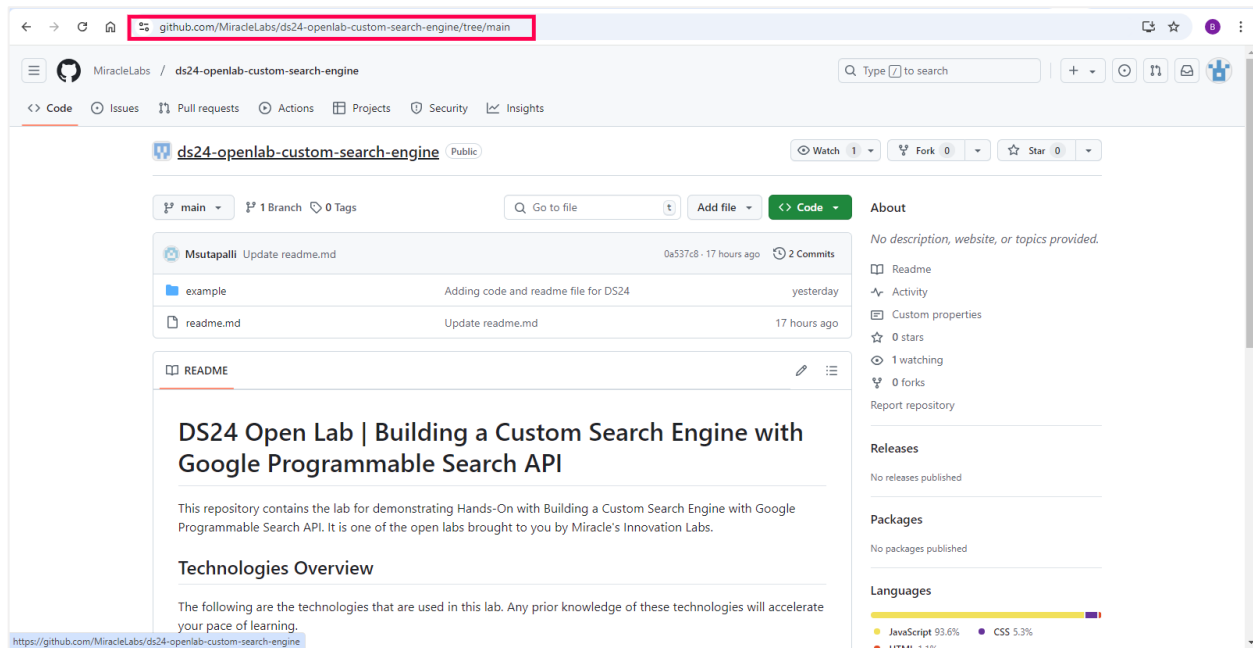 github.com/MiracleLabs/ds24-openlab-custom-search-engine/tree/main
B
MiracleLabs / ds24-openlab-custom-search-engine
Type / to search
Code Issues Pull requests Actions Projects Security Insights
ds24-openlab-custom-search-engine Public
Watch 1 Fork 0 Star 0
main 1 Branch 0 Tags Go to file t Add file Code
Msutapalli Update readme.md 0a537c8 · 17 hours ago 2 Commits
example Adding code and readme file for DS24 yesterday
readme.md Update readme.md 17 hours ago
README
DS24 Open Lab | Building a Custom Search Engine with
Google Programmable Search API
This repository contains the lab for demonstrating Hands-On with Building a Custom Search Engine with Google
Programmable Search API. It is one of the open labs brought to you by Miracle's Innovation Labs.
Technologies Overview
The following are the technologies that are used in this lab. Any prior knowledge of these technologies will accelerate
your pace of learning.
https://github.com/MiracleLabs/ds24-openlab-custom-search-engine
About
No description, website, or topics provided.
Readme
Activity
Custom properties
0 stars
1 watching
0 forks
Report repository
Releases
No releases published
Packages
No packages published
Languages
JavaScript 93.6% CSS 5.3%
HTML 1.1%